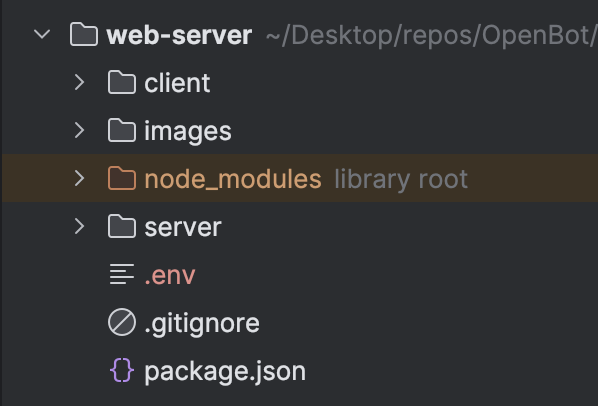 web-server ~/Desktop/repos/OpenBot/
client
images
node_modules library root
server
.env
.gitignore
package.json